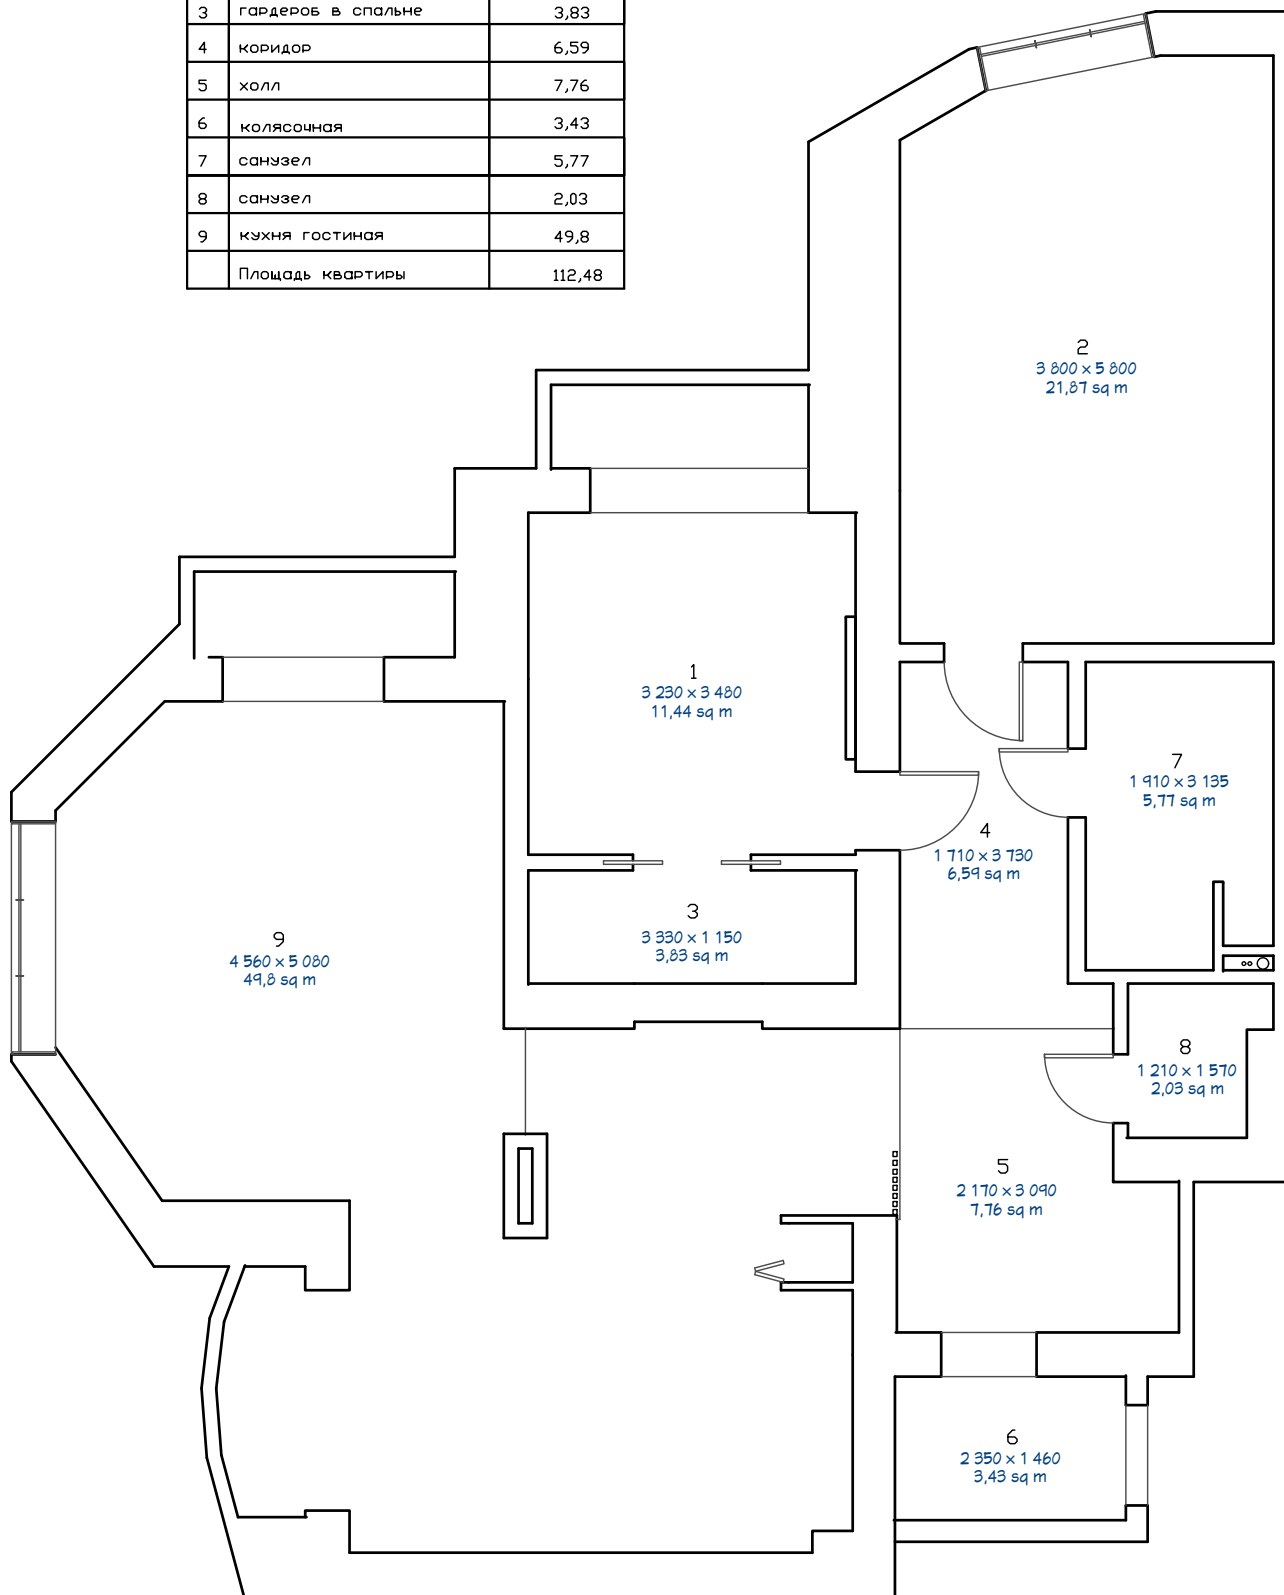 3 гардероб в спальне 3,83
4 коридор 6,59
5 холл 7,76
6 колясочная 3,43
7 санузел 5,77
8 санузел 2,03
9 кухня гостиная 49,8
Площадь квартиры 112,48
2
3 800 x 5 800
21,87 sq m
1
3 230 x 3 480
11,44 sq m
7
1 910 x 3 135
5,77 sq m
4
1 710 x 3 730
6,59 sq m
3
3 330 x 1 150
3,83 sq m
9
4 560 x 5 080
49,8 sq m
8
1 210 x 1 570
2,03 sq m
5
2 170 x 3 090
7,76 sq m
6
2 350 x 1 460
3,43 sq m